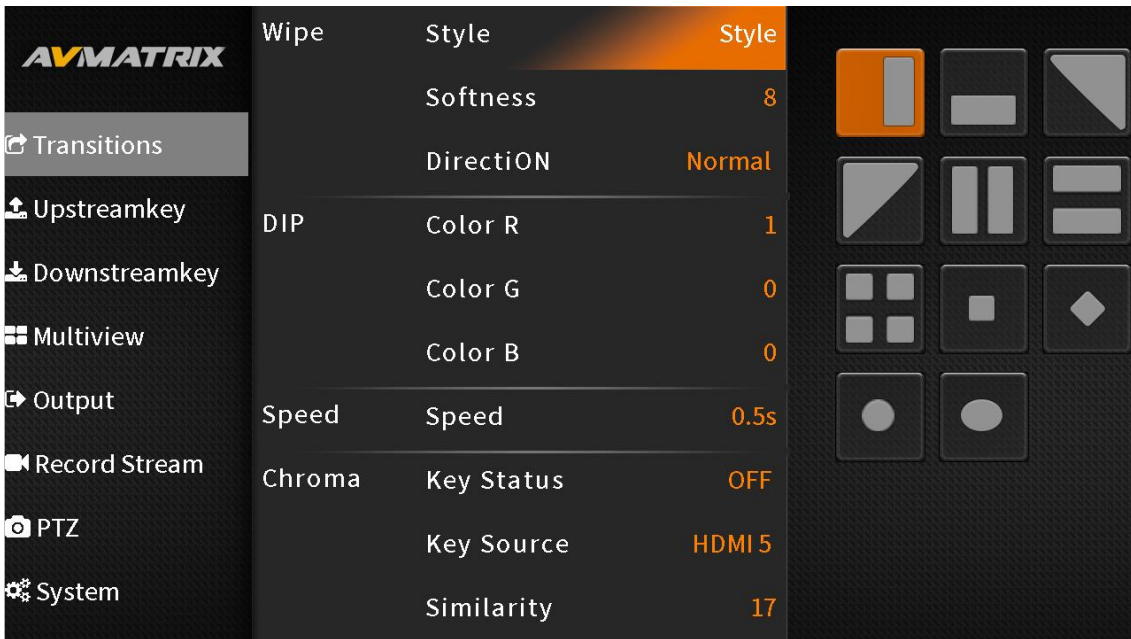 AVMATRIX
Transitions
Upstreamkey
Downstreamkey
Multiview
Output
Record Stream
PTZ
System
Wipe Style Style
Softness 8
DirectiON Normal
DIP Color R 1
Color G 0
Color B 0
Speed Speed 0.5s
Chroma Key Status OFF
Key Source HDMI 5
Similarity 17